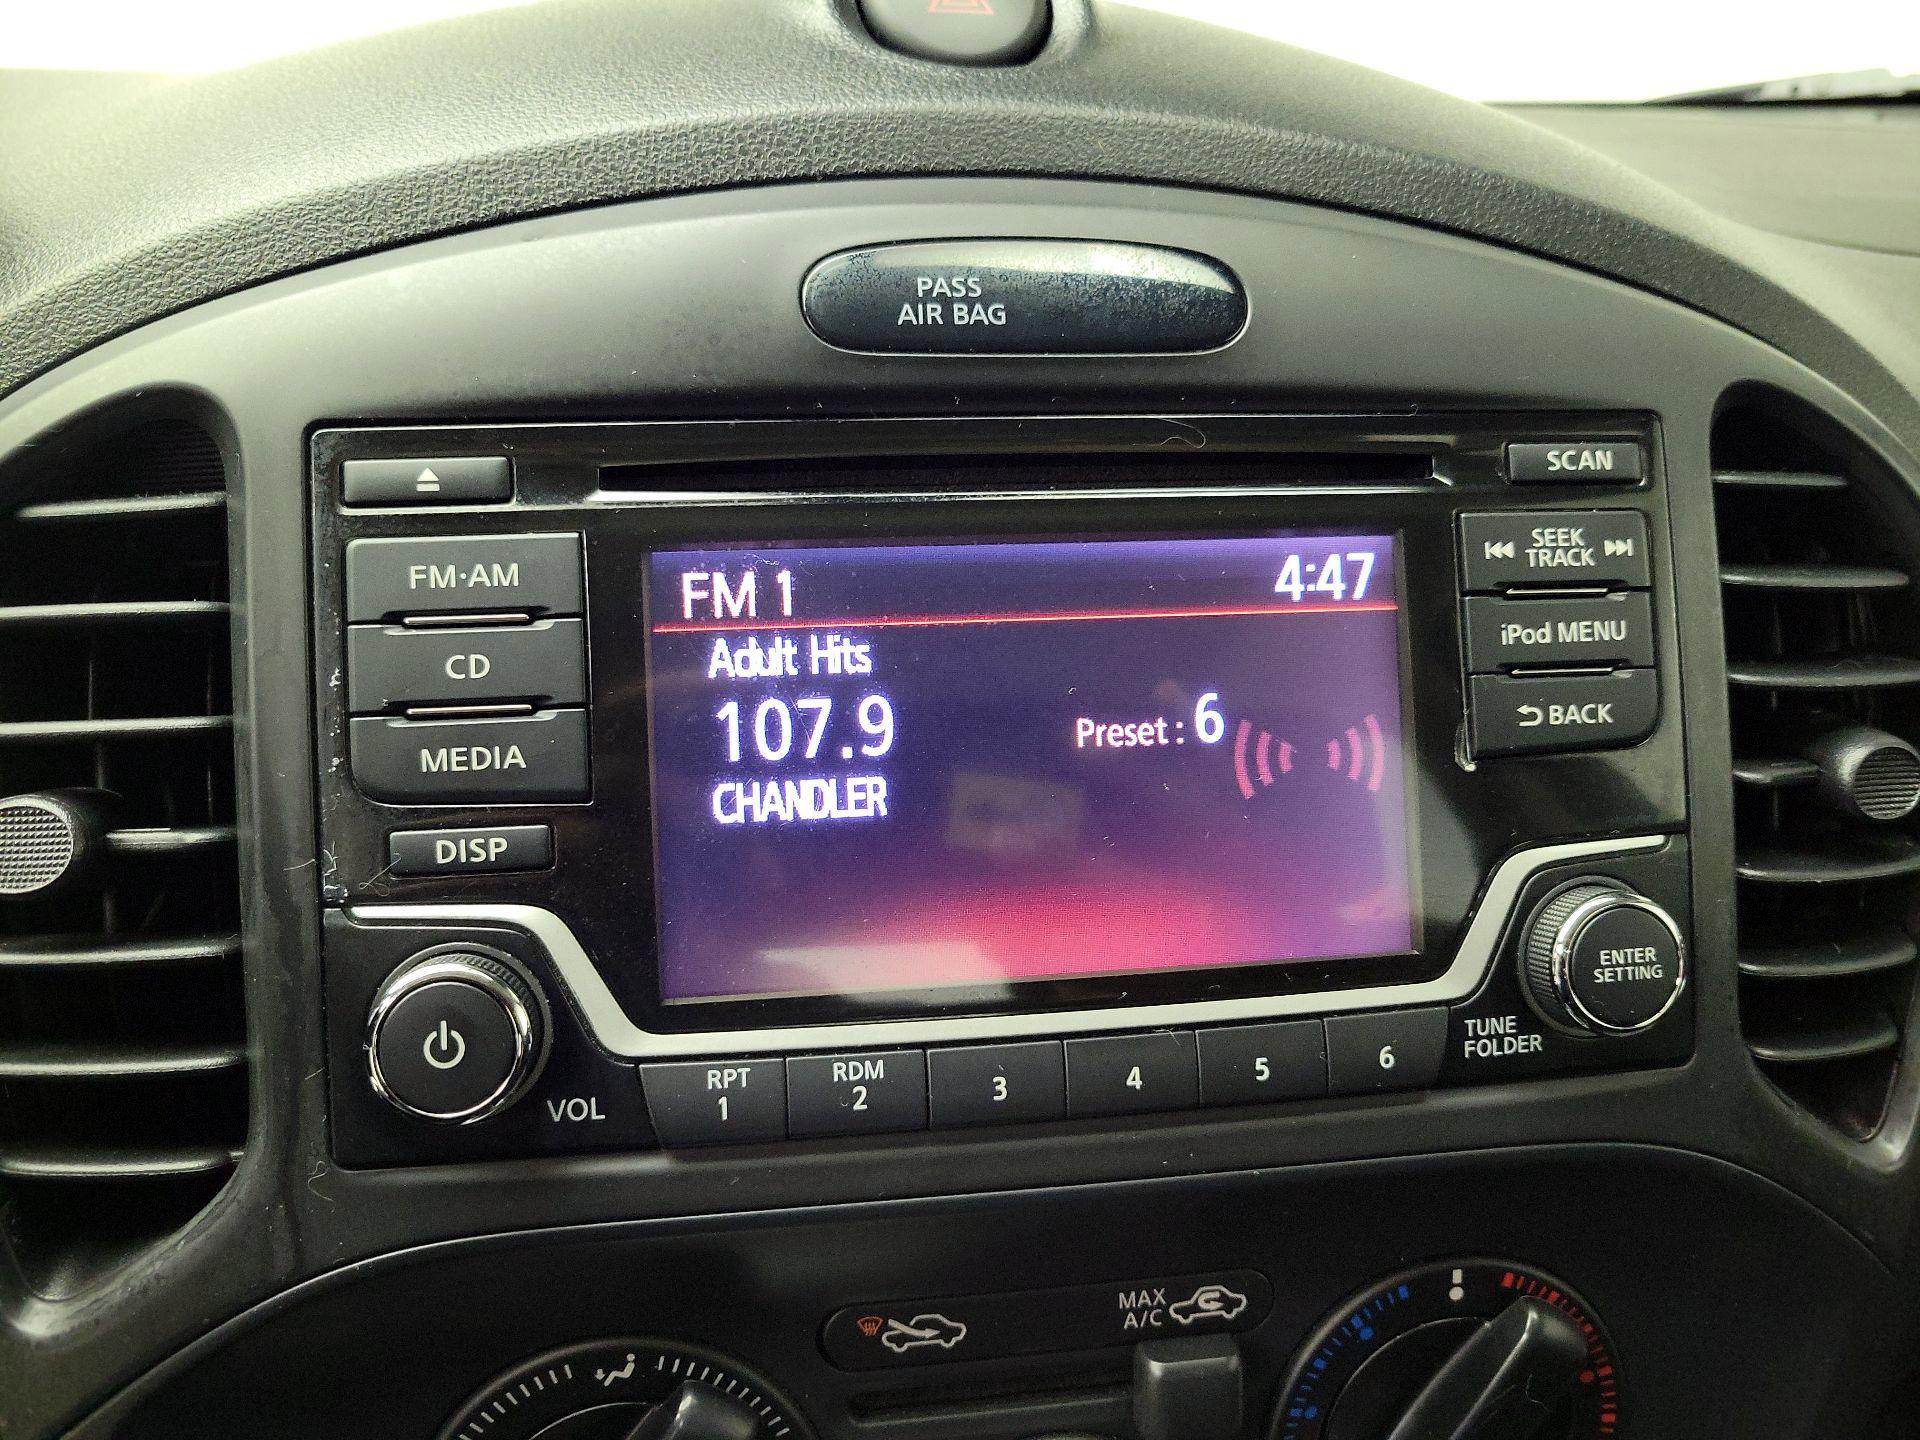 PASS
AIR BAG
SCAN
FM·AM
CD
MEDIA
DISP
FM 1 4:47
Adult Hits
107.9
Preset : 6
CHANDLER
SEEK
TRACK
iPod MENU
BACK
ENTER
SETTING
TUNE
FOLDER
VOL
RPT
1
RDM
2
3
4
5
6
MAX
A/C